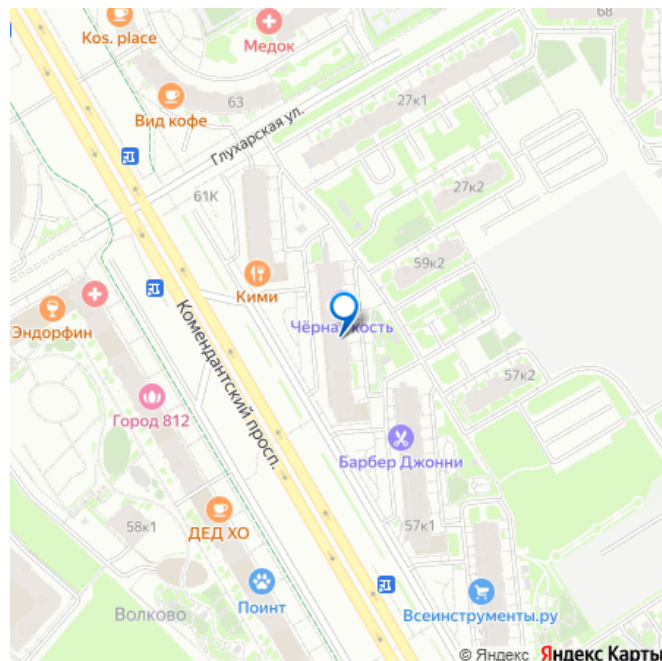 Kos. place
Медок
68
63
Вид кофе
27к1
Глухарская ул.
61К
27к2
59к2
Кими
Эндорфин
Чёрная кость
Комендантский просп.
57к2
Город 812
Барбер Джонни
58к1
ДЕД ХО
57к1
Поинт
Волково
Всеинструменты.ру
© Яндекс Яндекс Карты